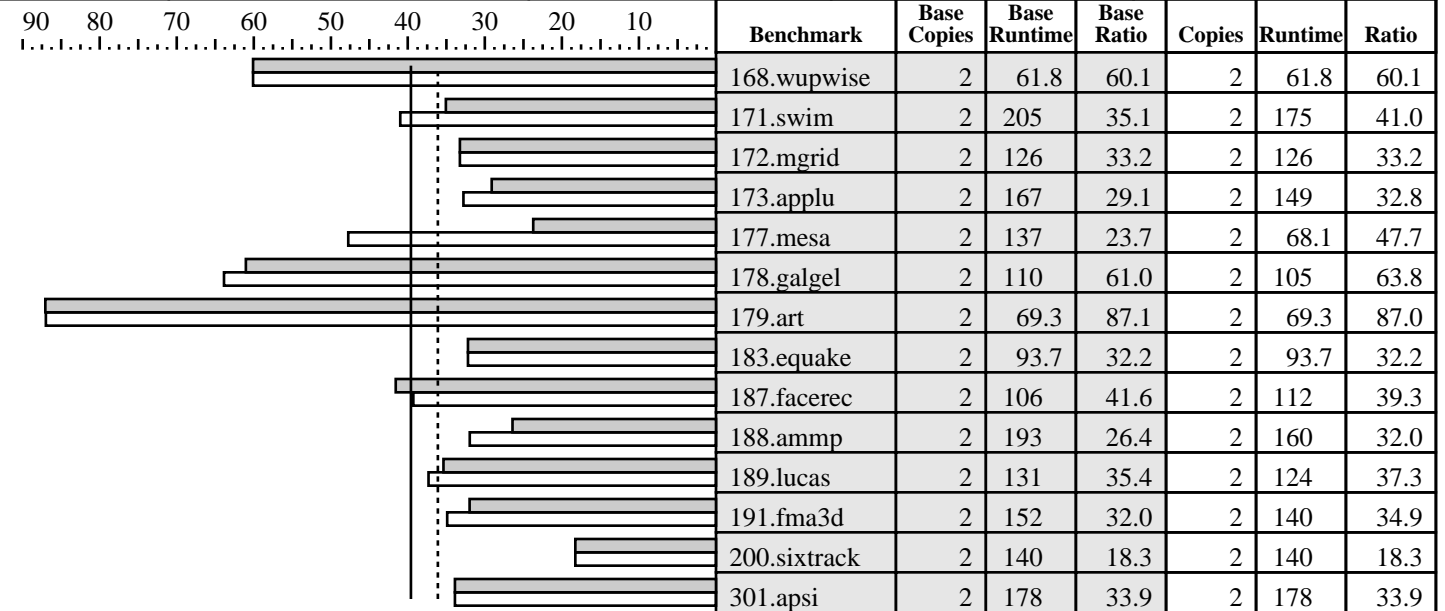 90 80 70 60 50 40 30 20 10
Benchmark Base Copies Base Runtime Base Ratio Copies Runtime Ratio
168.wupwise 2 61.8 60.1 2 61.8 60.1
171.swim 2 205 35.1 2 175 41.0
172.mgrid 2 126 33.2 2 126 33.2
173.applu 2 167 29.1 2 149 32.8
177.mesa 2 137 23.7 2 68.1 47.7
178.galgel 2 110 61.0 2 105 63.8
179.art 2 69.3 87.1 2 69.3 87.0
183.equake 2 93.7 32.2 2 93.7 32.2
187.facerec 2 106 41.6 2 112 39.3
188.ammp 2 193 26.4 2 160 32.0
189.lucas 2 131 35.4 2 124 37.3
191.fma3d 2 152 32.0 2 140 34.9
200.sixtrack 2 140 18.3 2 140 18.3
301.apsi 2 178 33.9 2 178 33.9